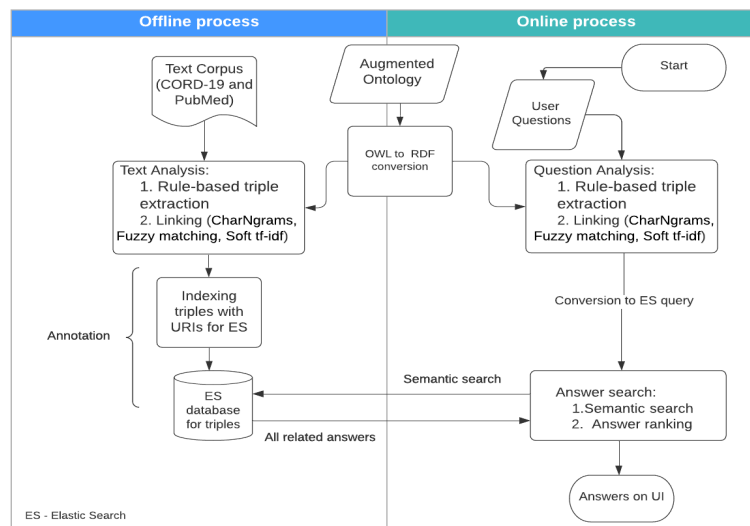 Offline process
Online process
Text Corpus
(CORD-19 and
PubMed)
Augmented
Ontology
Start
User
Questions
OWL to RDF
conversion
Text Analysis:
1. Rule-based triple
extraction
2. Linking (CharNgrams,
Fuzzy matching, Soft tf-idf)
Question Analysis:
1. Rule-based triple
extraction
2. Linking (CharNgrams,
Fuzzy matching, Soft tf-idf)
Indexing
triples with
URIs for ES
Annotation
Conversion to ES query
ES
database
for triples
Semantic search
All related answers
Answer search:
1.Semantic search
2. Answer ranking
Answers on UI
ES - Elastic Search